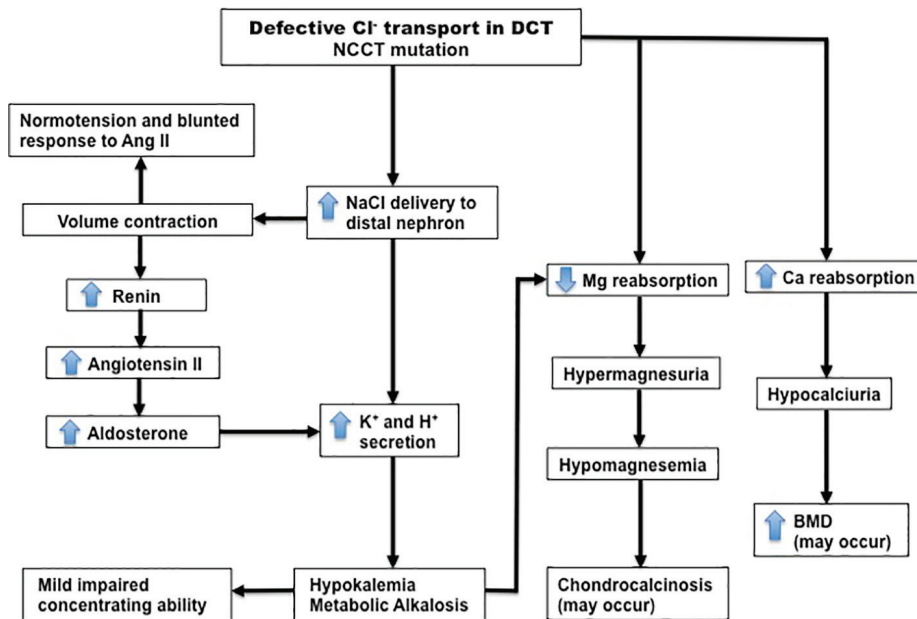 Defective Cl⁻ transport in DCT
NCCT mutation
Normotension and blunted
response to Ang II
Volume contraction
NaCl delivery to
distal nephron
Renin
Mg reabsorption
Ca reabsorption
Angiotensin II
Hypermagnesuria
Hypocalciuria
Aldosterone
K⁺ and H⁺
secretion
Hypomagnesemia
BMD
(may occur)
Mild impaired
concentrating ability
Hypokalemia
Metabolic Alkalosis
Chondrocalcinosis
(may occur)